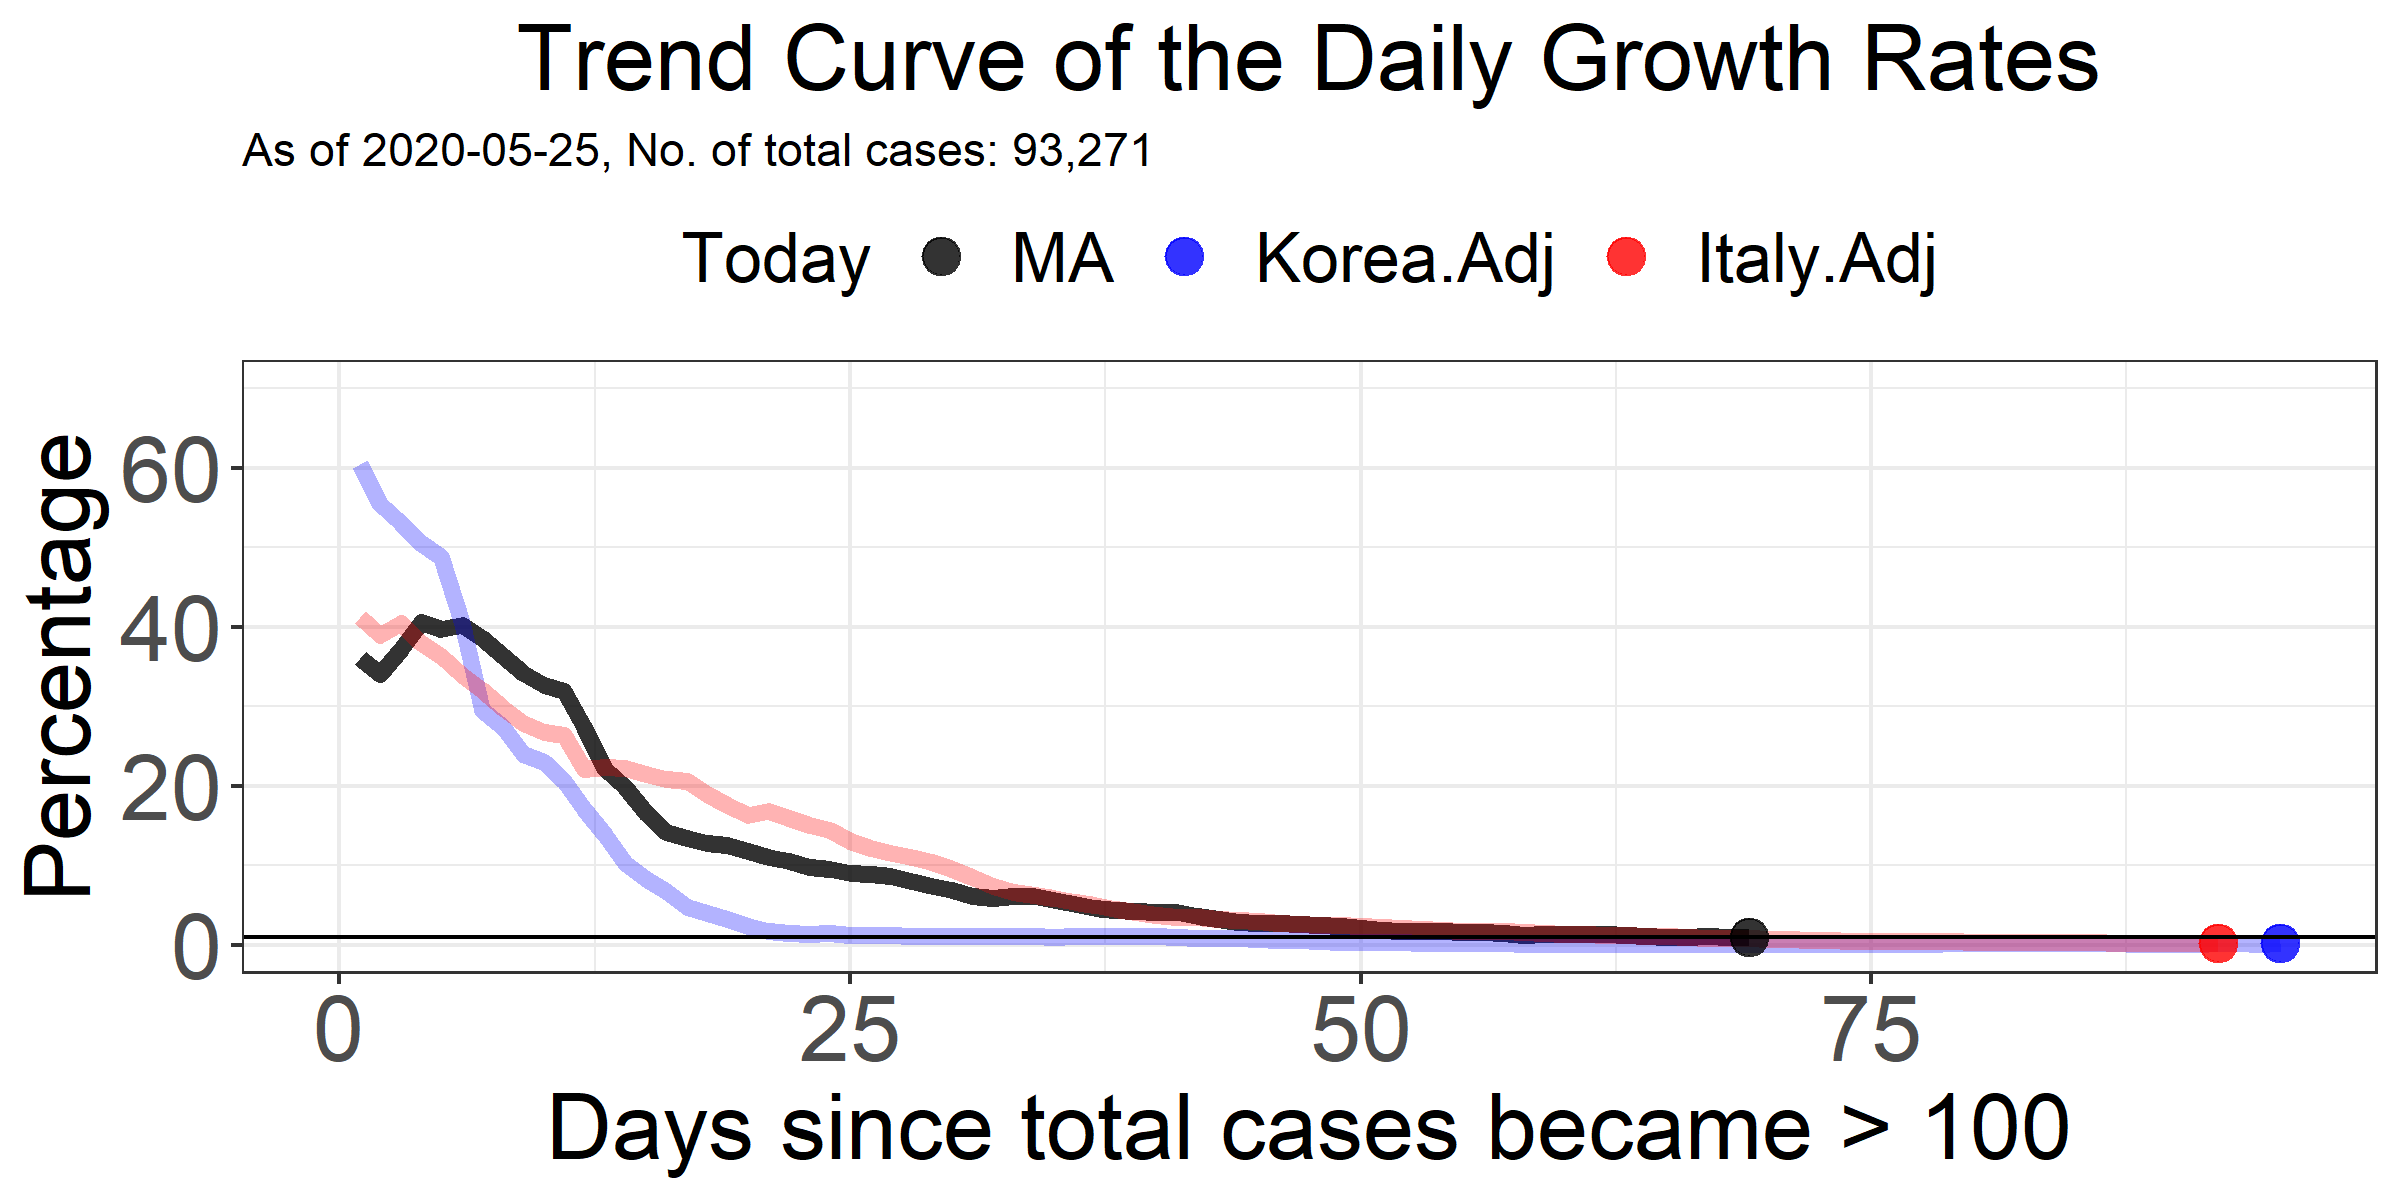 Trend Curve of the Daily Growth Rates
As of 2020-05-25, No. of total cases: 93,271
Today MA Korea.Adj Italy.Adj
Percentage
60
40
20
0
0 25 50 75
Days since total cases became > 100